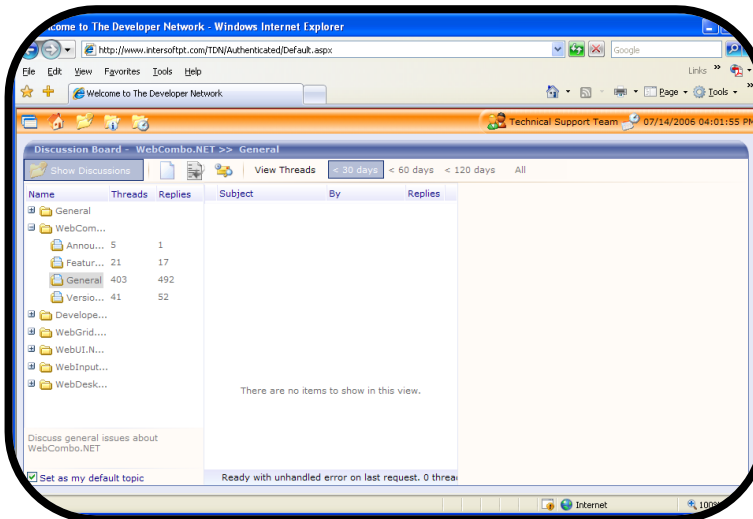 come to The Developer Network - Windows Internet Explorer
http://www.intersoftpt.com/TDN/Authenticated/Default.aspx
Google
File Edit View Favorites Tools Help
Links »
Welcome to The Developer Network
Page Tools »
Technical Support Team 07/14/2006 04:01:55 PM
Discussion Board - WebCombo.NET >> General
Show Discussions View Threads < 30 days < 60 days < 120 days All
Name Threads Replies Subject By Replies
General
WebCom...
Annou... 5 1
Featur... 21 17
General 403 492
Versio... 41 52
Develope...
WebGrid....
WebUI.N...
WebInput...
WebDesk...
There are no items to show in this view.
Discuss general issues about
WebCombo.NET
Set as my default topic Ready with unhandled error on last request. 0 threa
Internet 100%